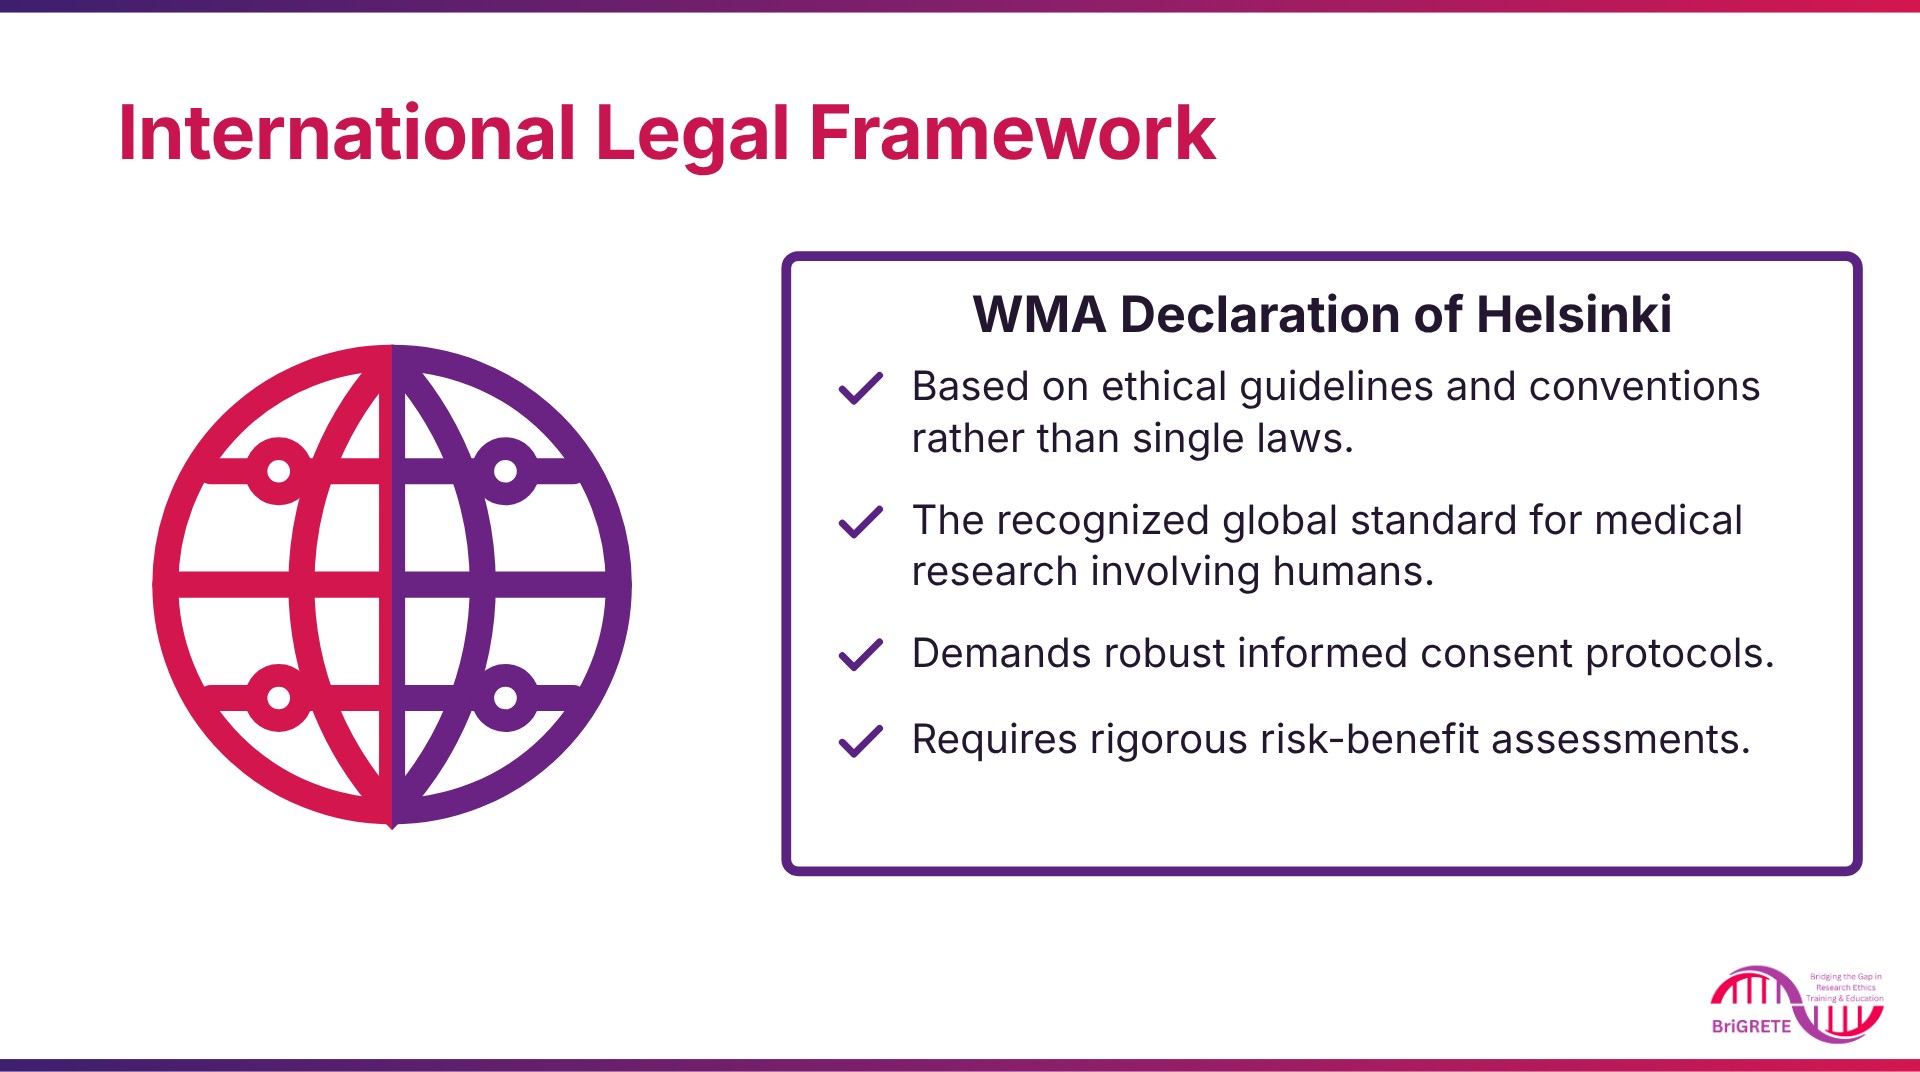 International Legal Framework
WMA Declaration of Helsinki
Based on ethical guidelines and conventions
rather than single laws.
The recognized global standard for medical
research involving humans.
Demands robust informed consent protocols.
Requires rigorous risk-benefit assessments.
Bridging the Gap in
Research Ethics
Training & Education
BriGRETE